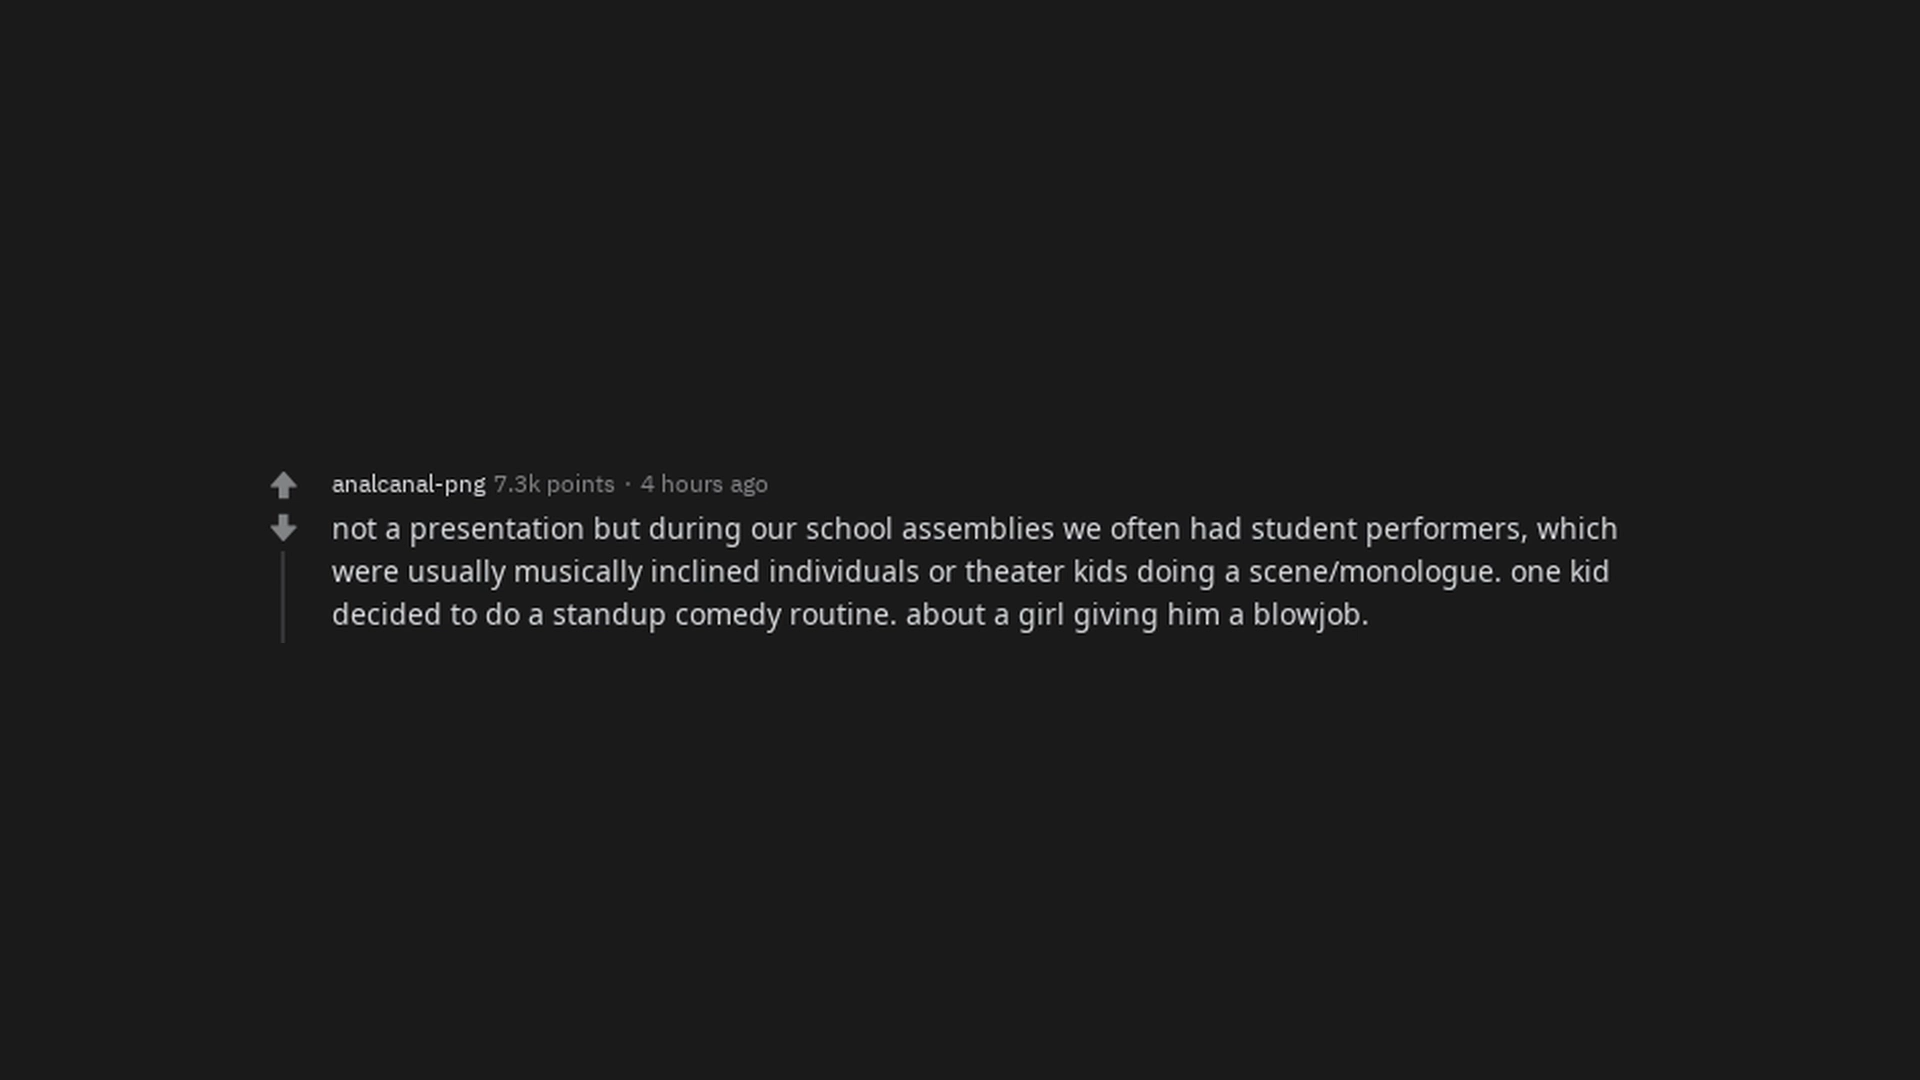 analcanal-png 7.3k points · 4 hours ago
not a presentation but during our school assemblies we often had student performers, which
were usually musically inclined individuals or theater kids doing a scene/monologue. one kid
decided to do a standup comedy routine. about a girl giving him a blowjob.